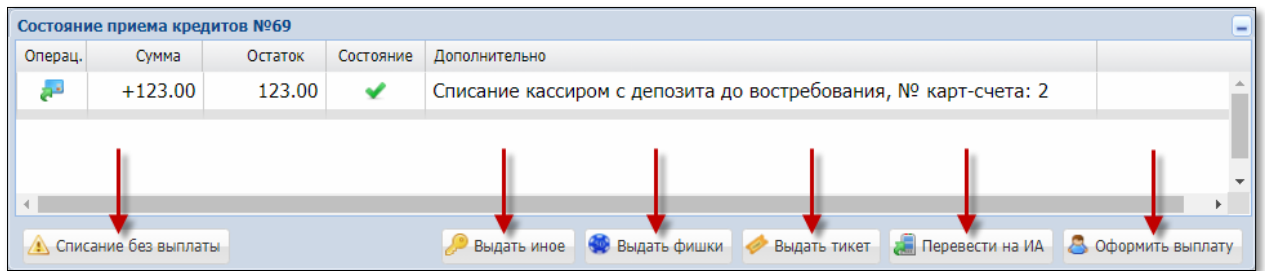 Состояние приема кредитов №69
Операц. Сумма Остаток Состояние Дополнительно
+123.00 123.00 Списание кассиром с депозита до востребования, № карт-счета: 2
Списание без выплаты Выдать иное Выдать фишки Выдать тикет Перевести на ИА Оформить выплату